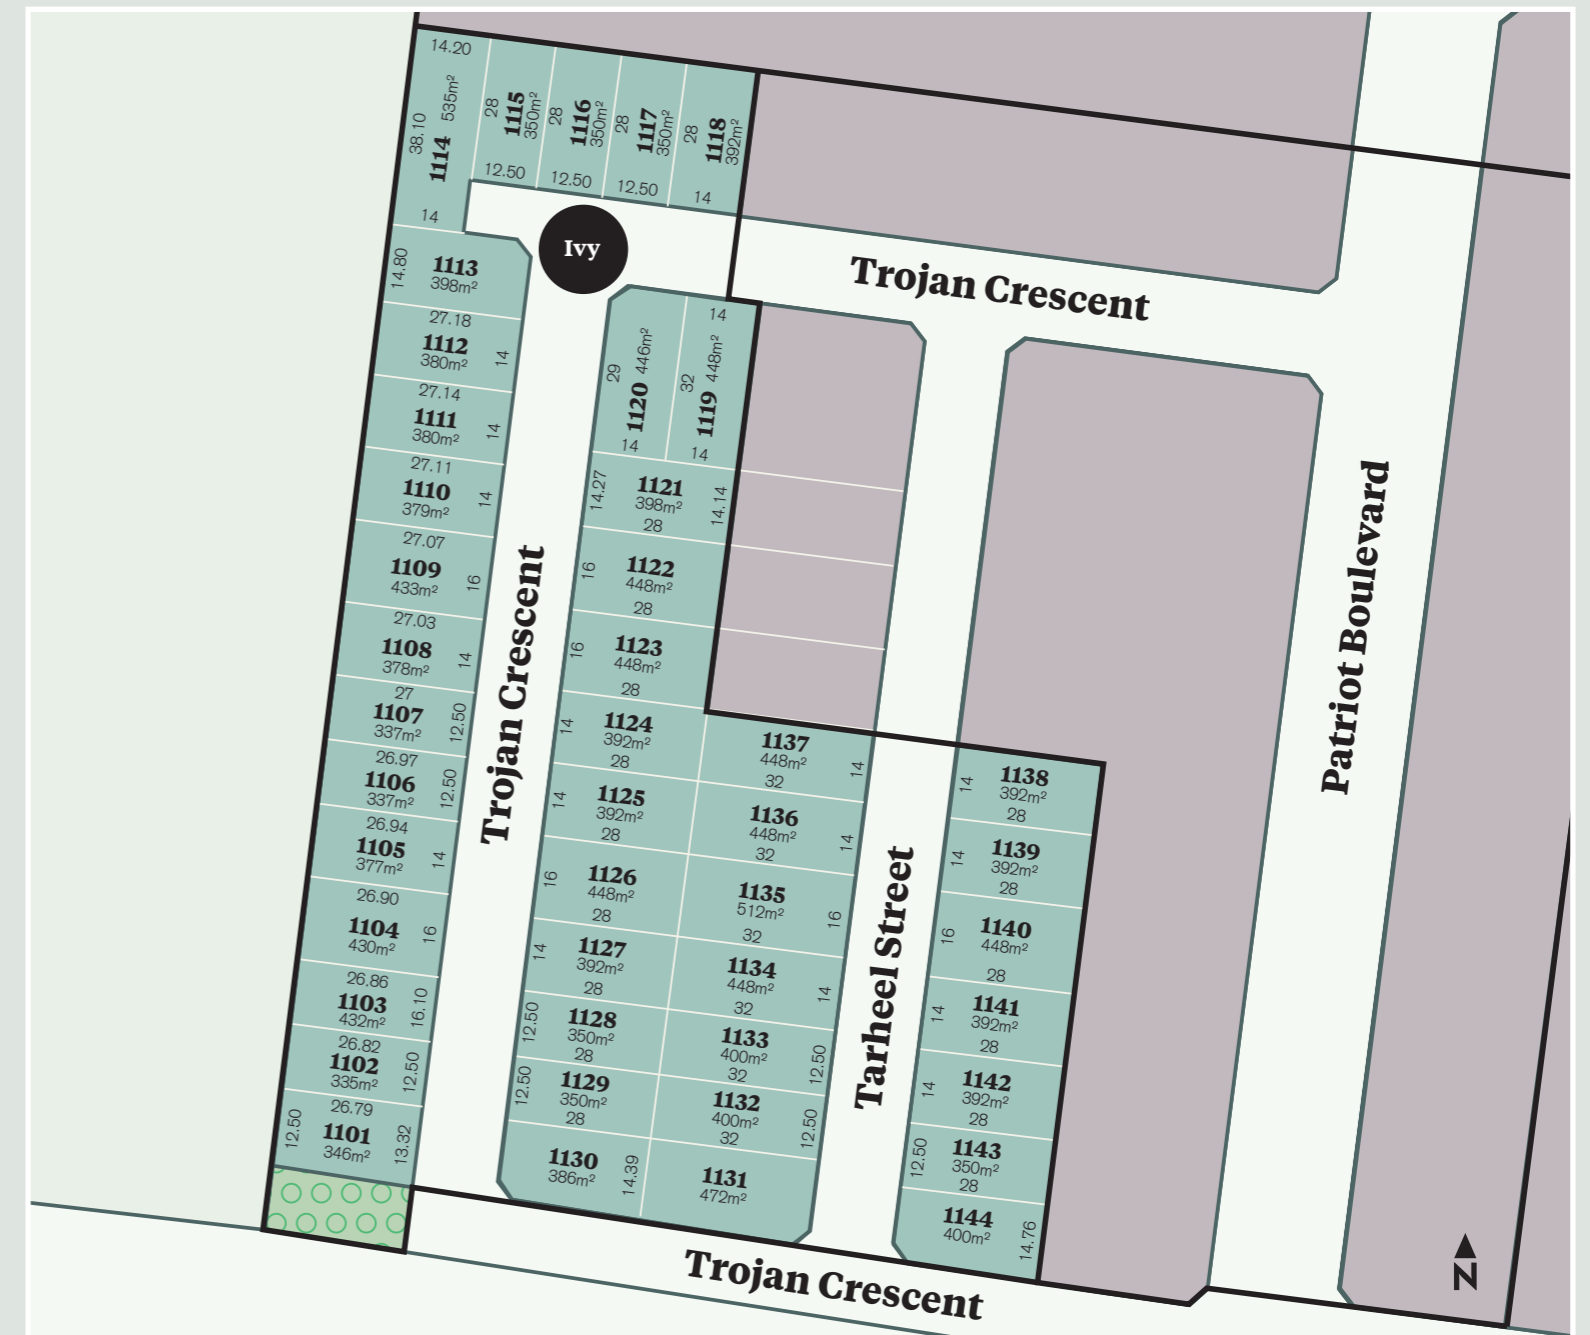 14.20
38.10
1114
535m²
14
28
1115
350m²
12.50
28
1116
350m²
12.50
28
1117
350m²
12.50
28
1118
392m²
14
Ivy
Trojan Crescent
14.80
1113
398m²
27.18
1112
380m²
14
27.14
1111
380m²
14
27.11
1110
379m²
14
27.07
1109
433m²
16
27.03
1108
378m²
14
27
1107
337m²
12.50
26.97
1106
337m²
12.50
26.94
1105
377m²
14
26.90
1104
430m²
16
26.86
1103
432m²
16.10
26.82
1102
335m²
12.50
26.79
12.50
1101
346m²
13.32
Trojan Crescent
29
1120
446m²
14
14
32
1119
448m²
14
14.27
1121
398m²
14.14
28
16
1122
448m²
28
16
1123
448m²
28
14
1124
392m²
28
14
1125
392m²
28
16
1126
448m²
28
14
1127
392m²
28
12.50
1128
350m²
28
12.50
1129
350m²
28
1130
386m²
14.39
1137
448m²
14
32
1136
448m²
14
32
1135
512m²
16
32
1134
448m²
14
32
1133
400m²
12.50
32
1132
400m²
12.50
32
1131
472m²
Tarheel Street
14
1138
392m²
28
14
1139
392m²
28
16
1140
448m²
28
14
1141
392m²
28
14
1142
392m²
28
12.50
1143
350m²
28
1144
400m²
14.76
Patriot Boulevard
Trojan Crescent
N